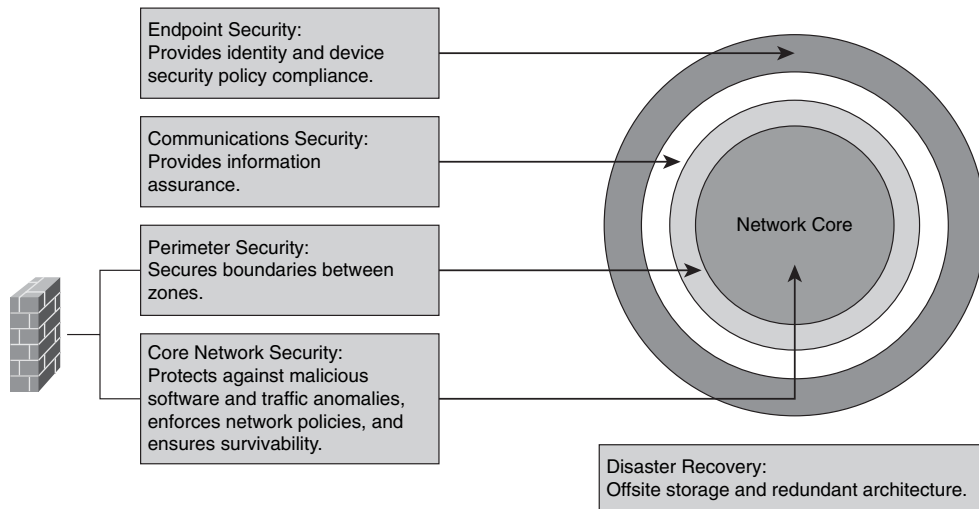 Endpoint Security:
Provides identity and device
security policy compliance.
Communications Security:
Provides information
assurance.
Perimeter Security:
Secures boundaries between
zones.
Core Network Security:
Protects against malicious
software and traffic anomalies,
enforces network policies, and
ensures survivability.
Network Core
Disaster Recovery:
Offsite storage and redundant architecture.